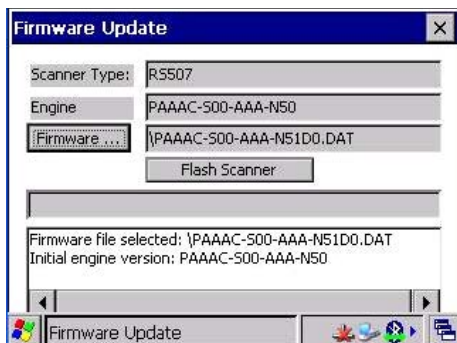 Firmware Update
Scanner Type: RS507
Engine PAAAC-S00-AAA-N50
Firmware ... \PAAAC-S00-AAA-N51D0.DAT
Flash Scanner
Firmware file selected: \PAAAC-S00-AAA-N51D0.DAT
Initial engine version: PAAAC-S00-AAA-N50
Firmware Update